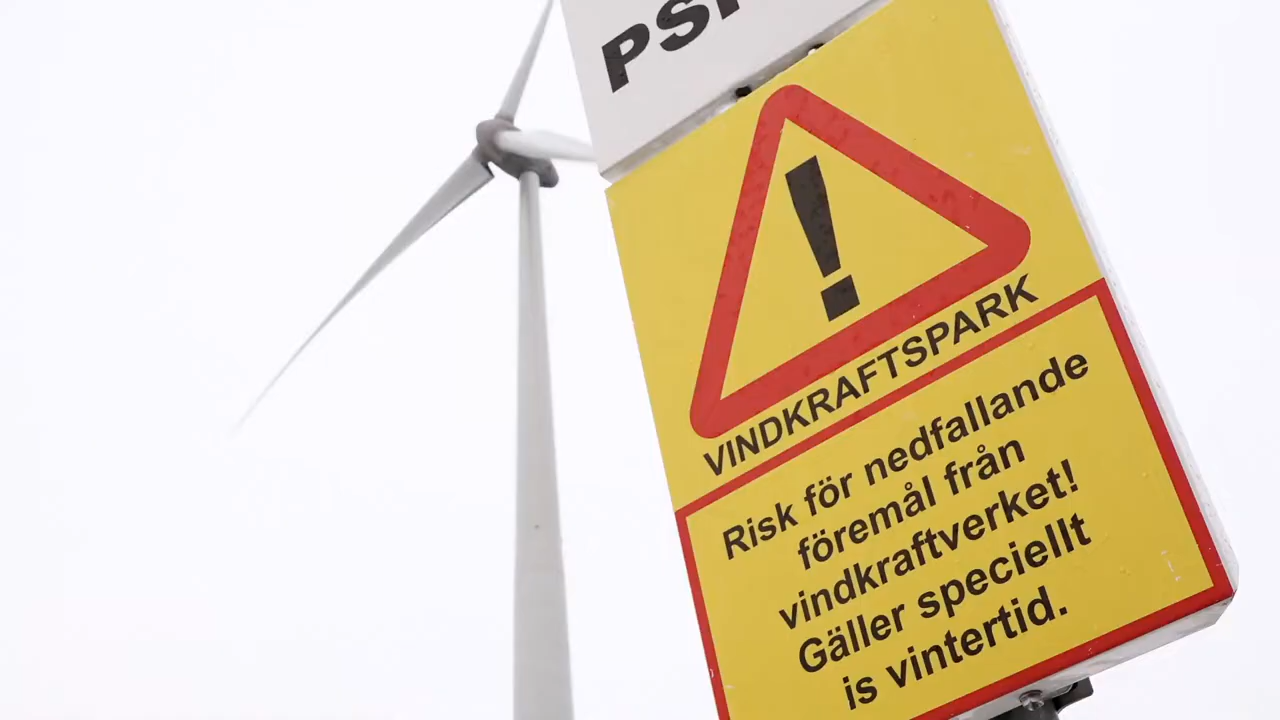 VINDKRAFTSPARK
Risk för nedfallande
föremål från
vindkraftverket!
Gäller speciellt
is vintertid.